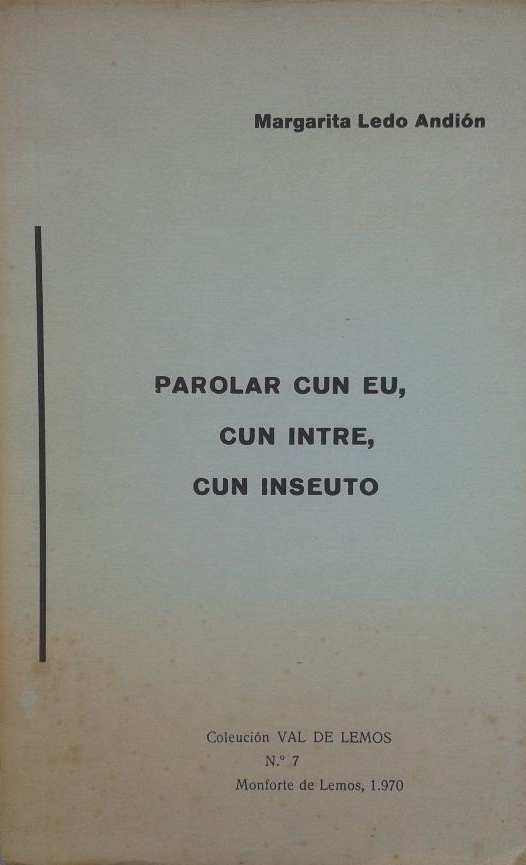 Margarita Ledo Andión
PAROLAR CUN EU,
CUN INTRE,
CUN INSEUTO
Coleución VAL DE LEMOS
N.º 7
Monforte de Lemos, 1.970